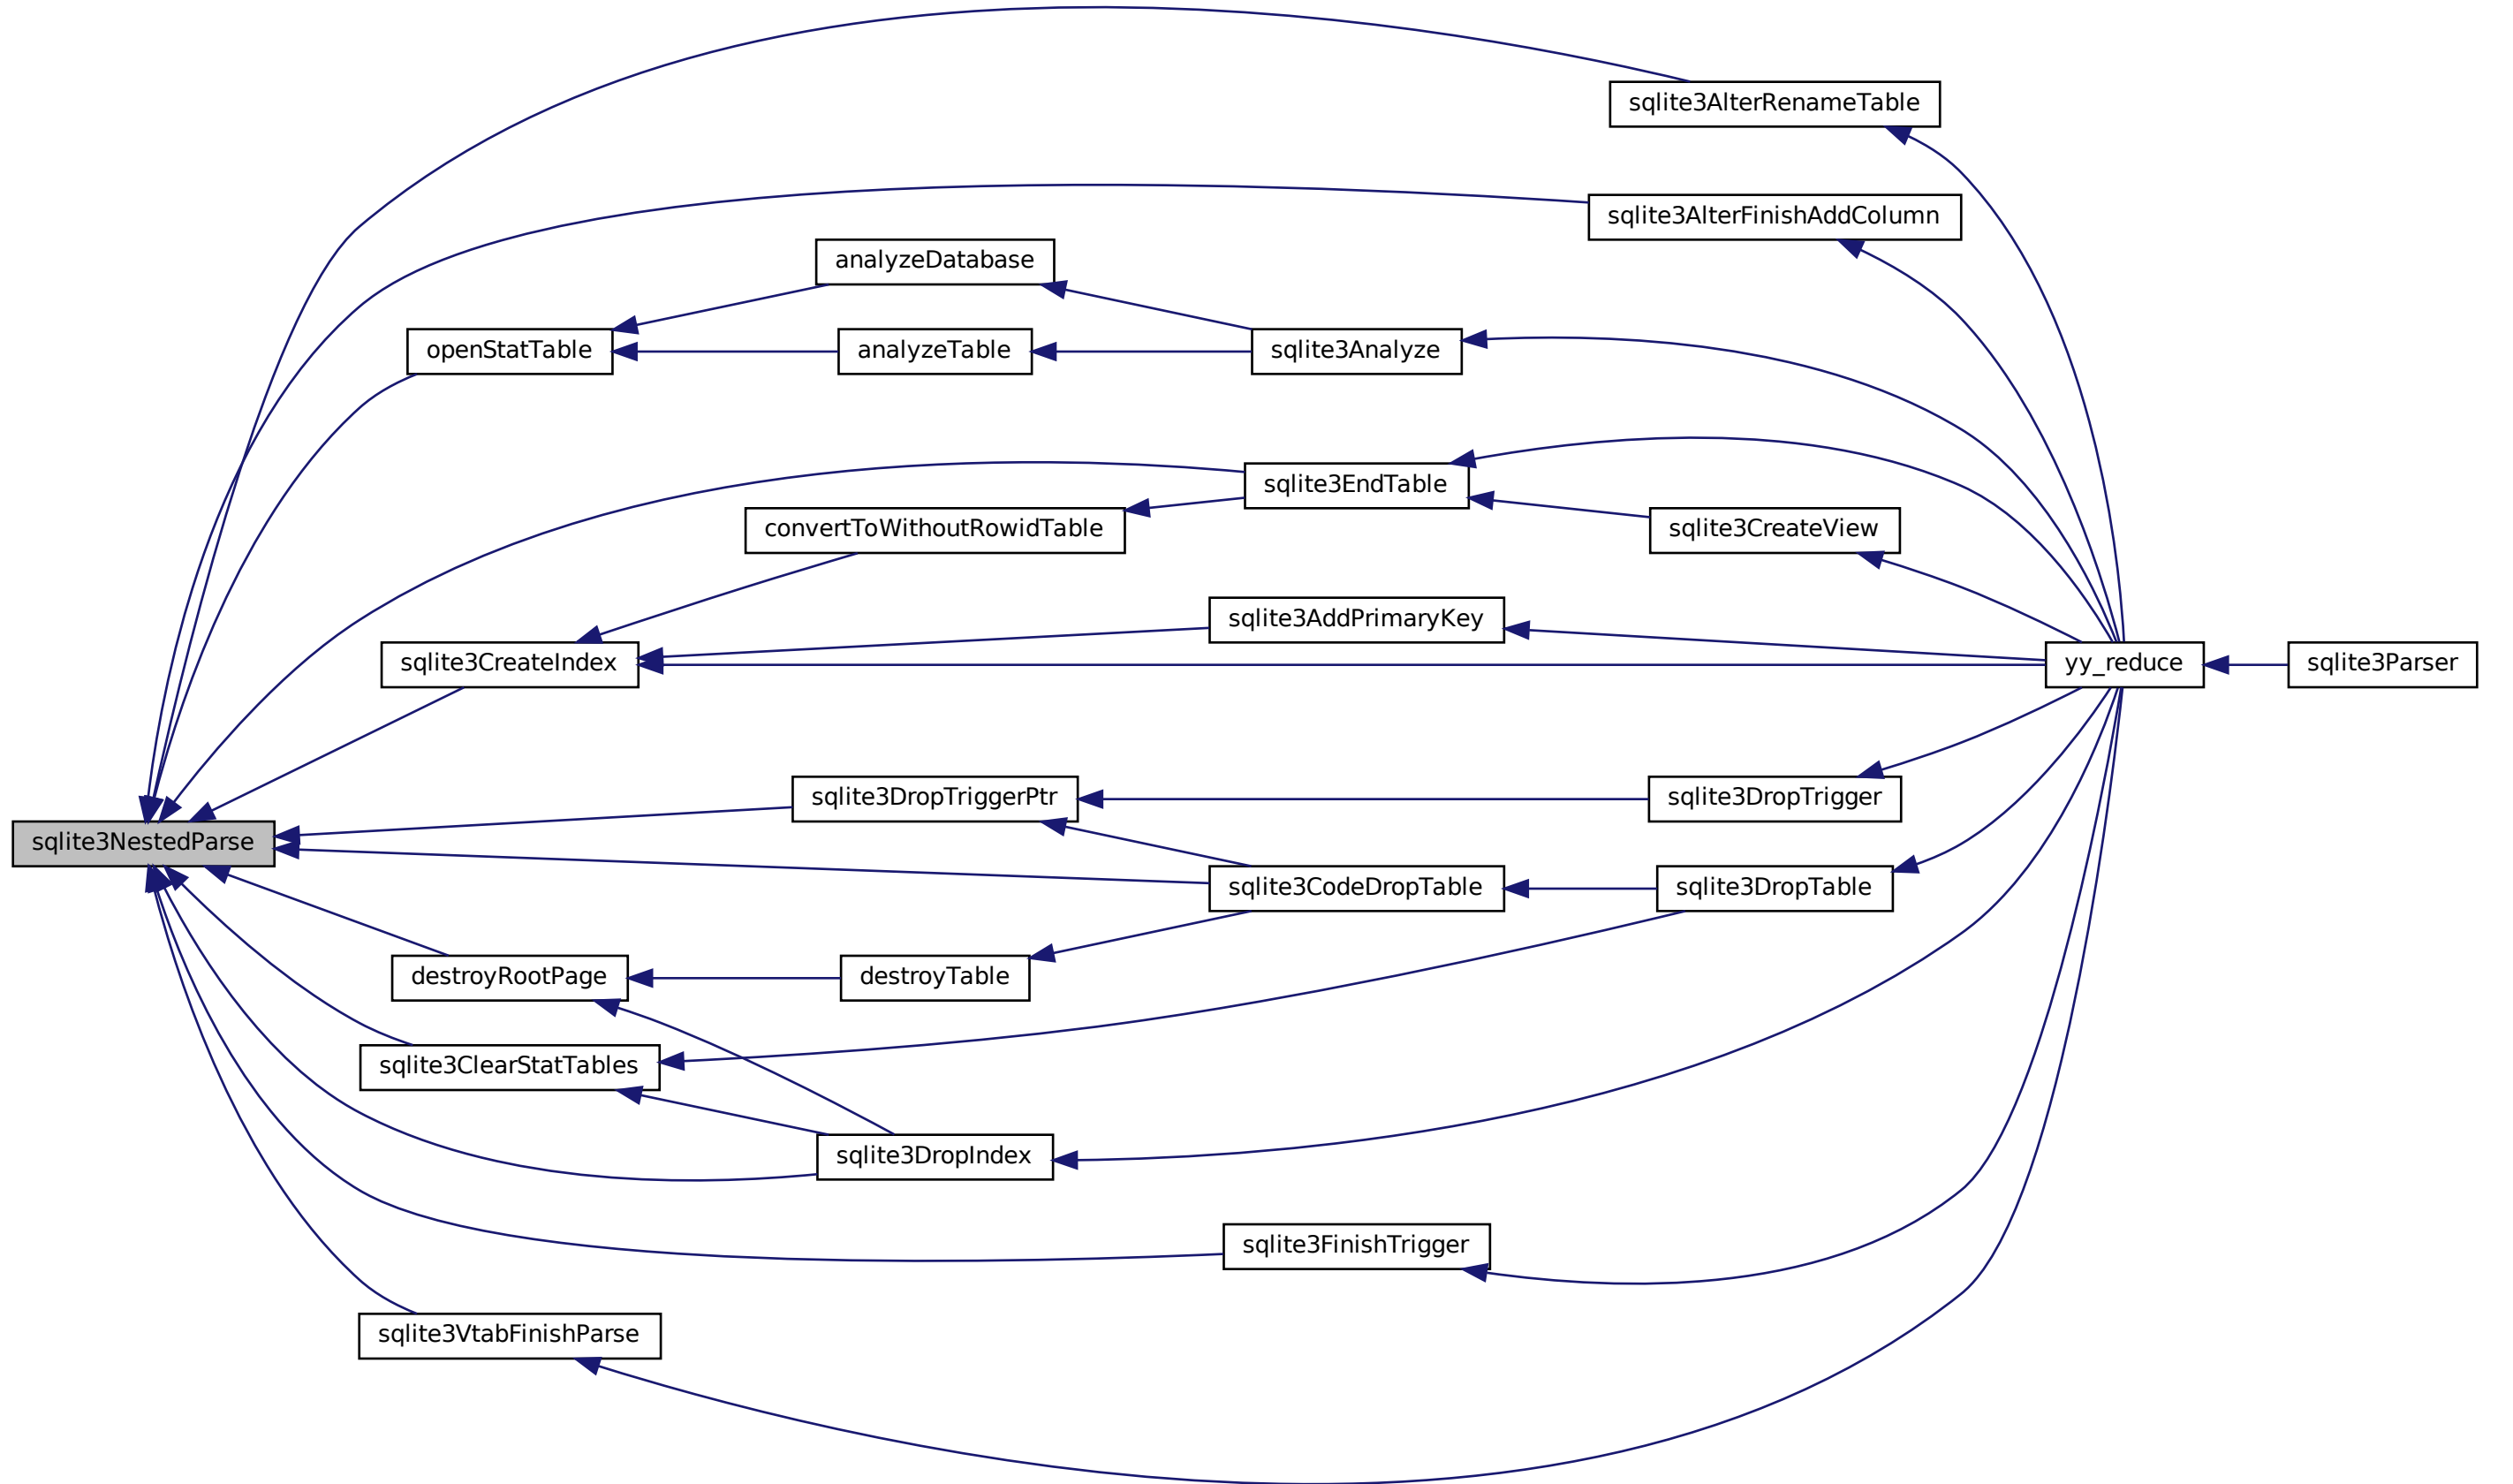 sqlite3AlterRenameTable
sqlite3AlterFinishAddColumn
analyzeDatabase
openStatTable
analyzeTable
sqlite3Analyze
sqlite3EndTable
convertToWithoutRowidTable
sqlite3CreateView
sqlite3AddPrimaryKey
sqlite3CreateIndex
yy_reduce
sqlite3Parser
sqlite3DropTriggerPtr
sqlite3DropTrigger
sqlite3NestedParse
sqlite3CodeDropTable
sqlite3DropTable
destroyRootPage
destroyTable
sqlite3ClearStatTables
sqlite3DropIndex
sqlite3FinishTrigger
sqlite3VtabFinishParse